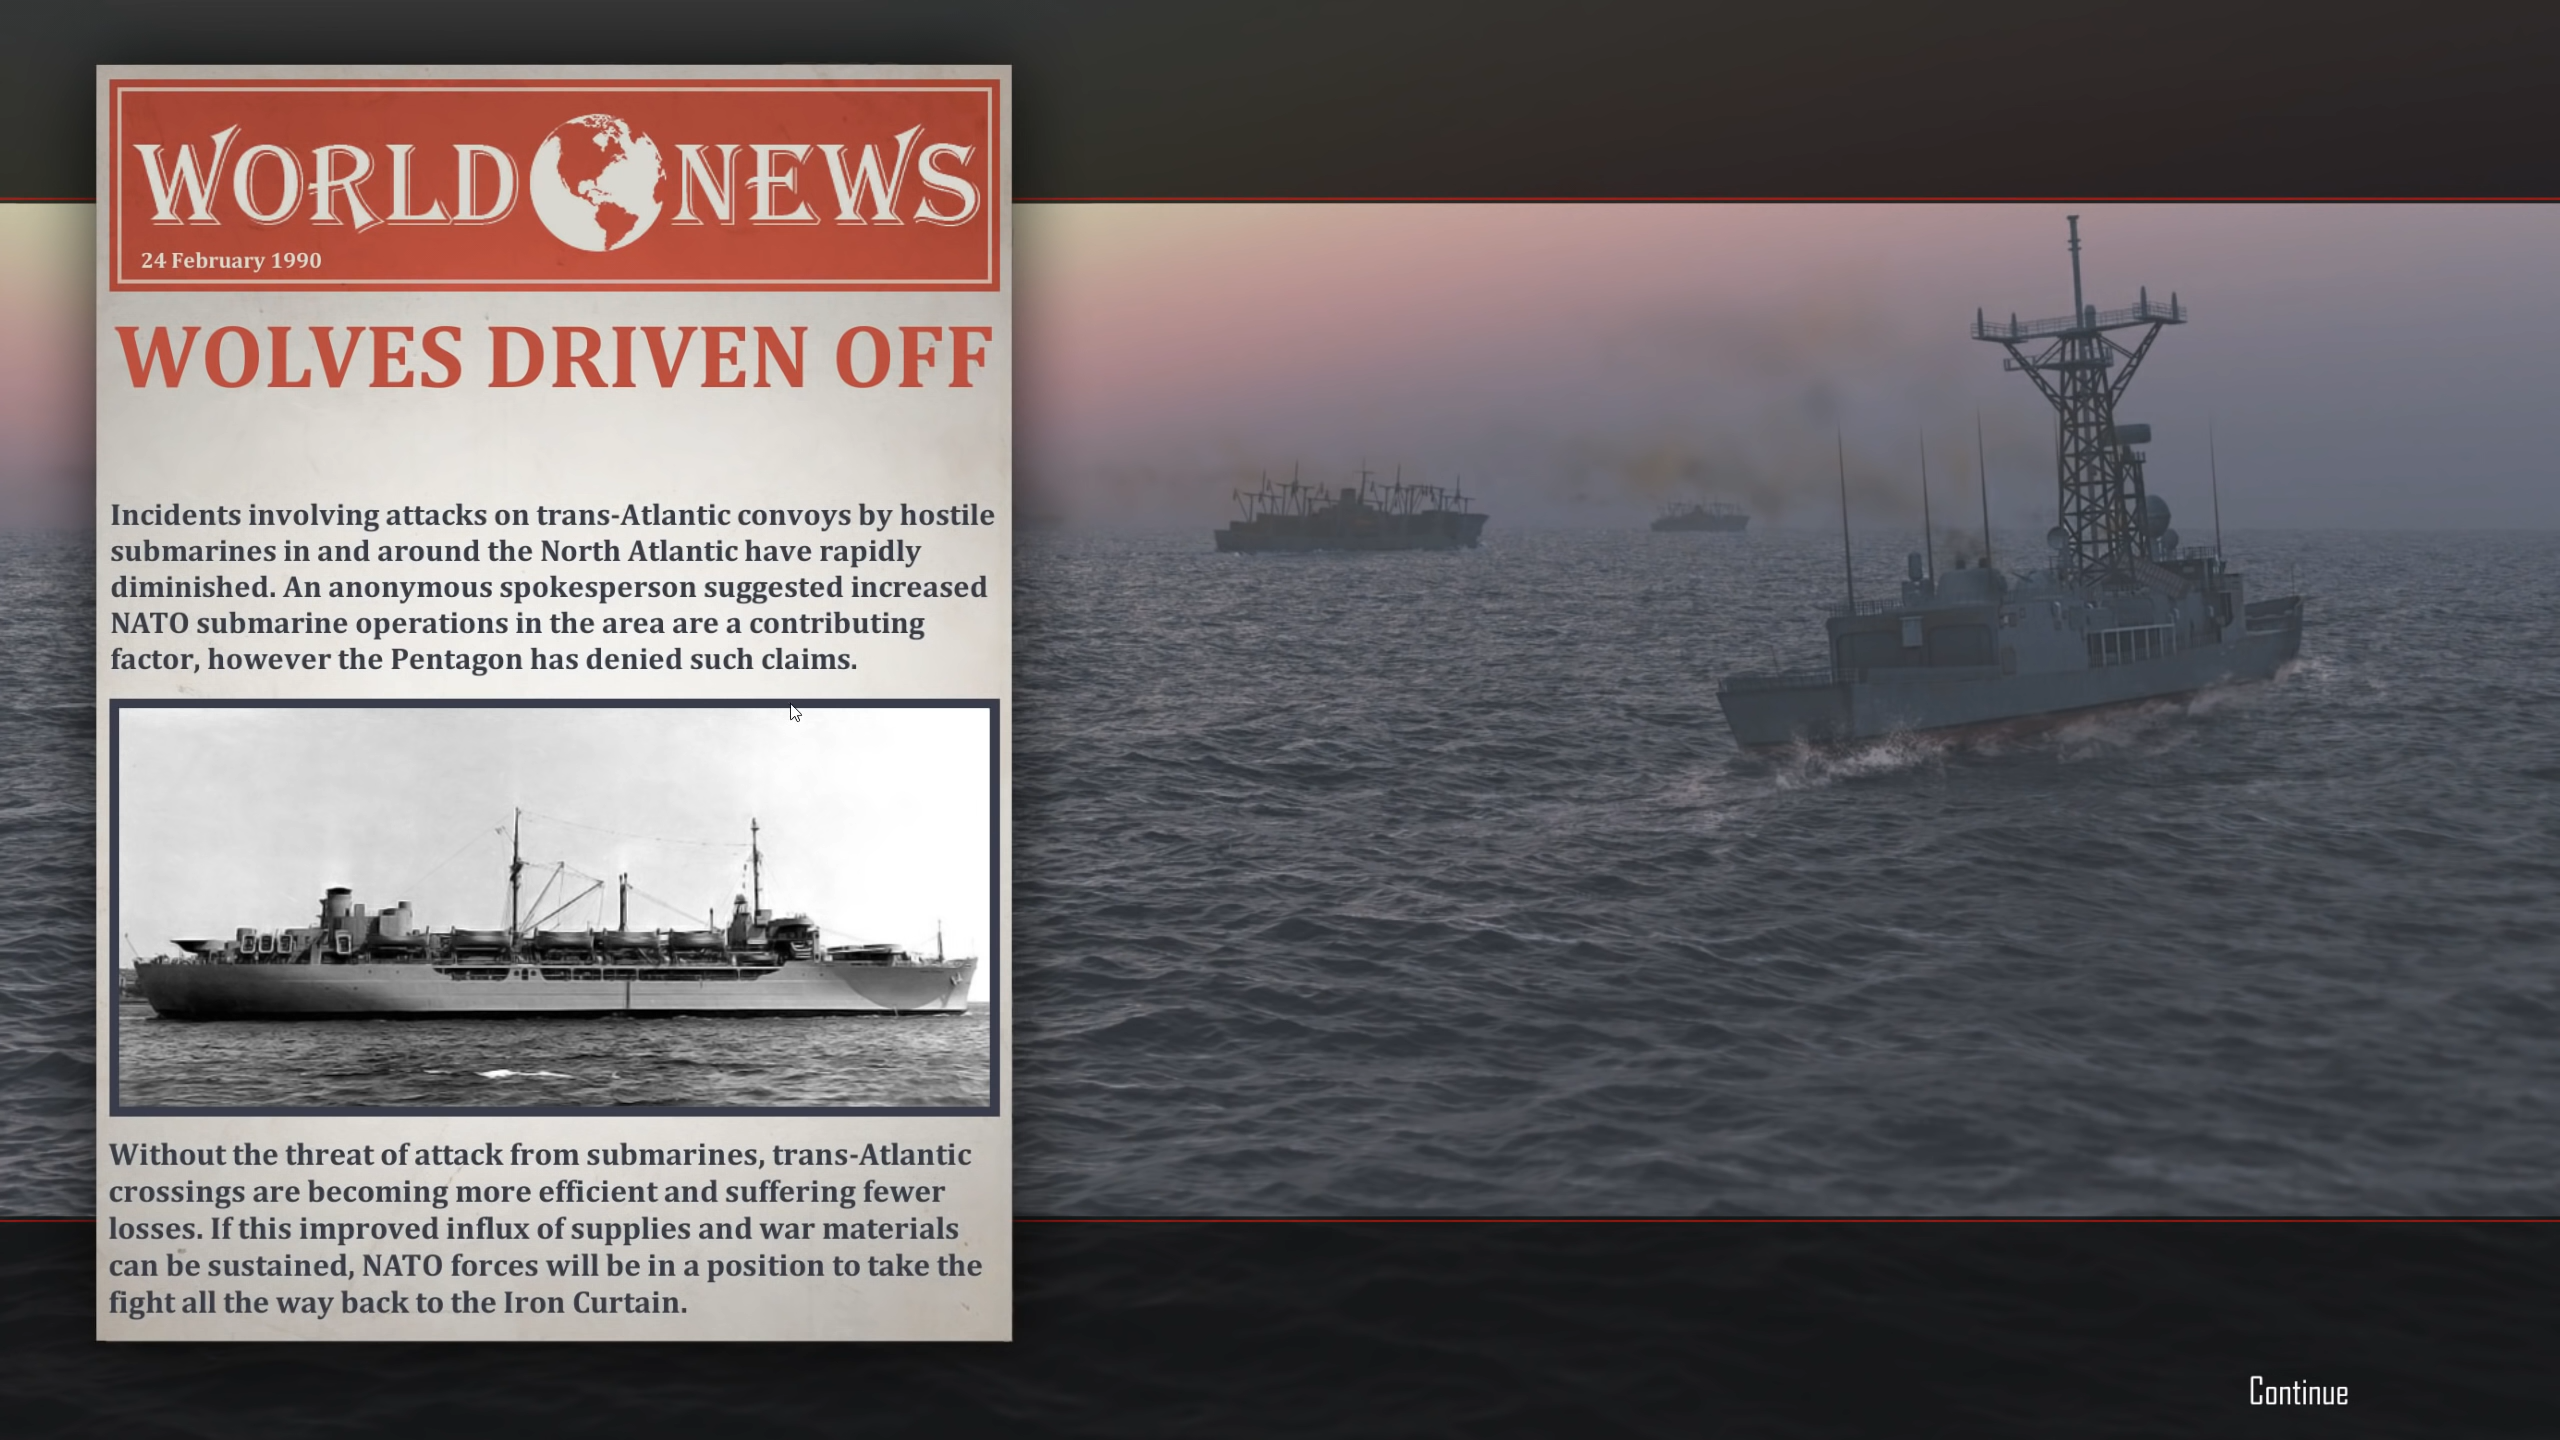 WORLD NEWS
24 February 1990
WOLVES DRIVEN OFF
Incidents involving attacks on trans-Atlantic convoys by hostile
submarines in and around the North Atlantic have rapidly
diminished. An anonymous spokesperson suggested increased
NATO submarine operations in the area are a contributing
factor, however the Pentagon has denied such claims.
Without the threat of attack from submarines, trans-Atlantic
crossings are becoming more efficient and suffering fewer
losses. If this improved influx of supplies and war materials
can be sustained, NATO forces will be in a position to take the
fight all the way back to the Iron Curtain.
Continue